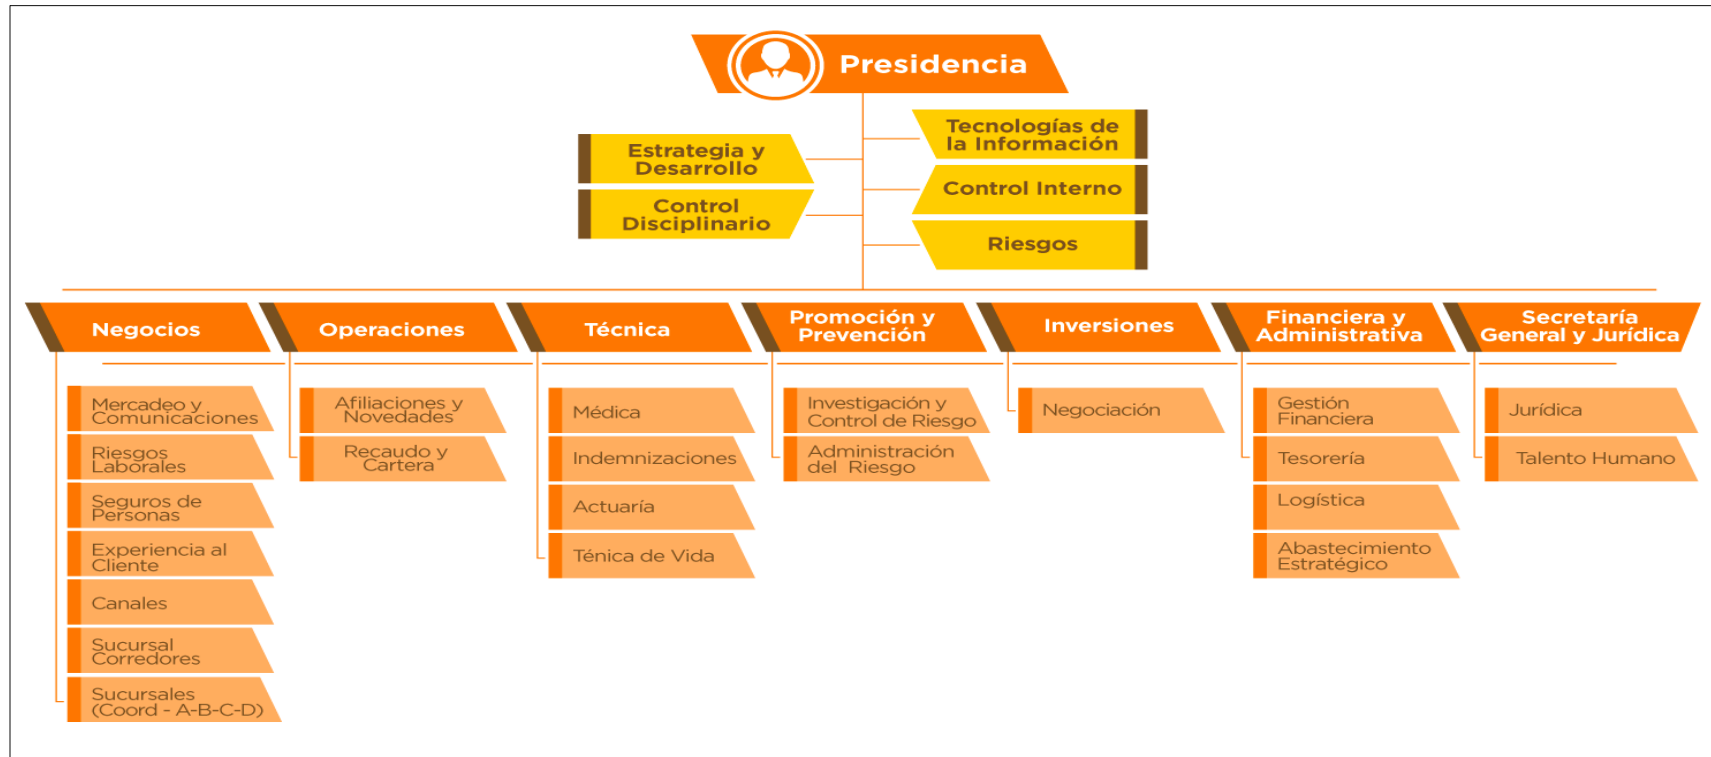 Presidencia
Estrategia y
Desarrollo
Control
Disciplinario
Tecnologías de
la Información
Control Interno
Riesgos
Negocios
Mercadeo y
Comunicaciones
Riesgos
Laborales
Seguros de
Personas
Experiencia al
Cliente
Canales
Sucursal
Corredores
Sucursales
(Coord - A-B-C-D)
Operaciones
Afiliaciones y
Novedades
Recaudo y
Cartera
Técnica
Médica
Indemnizaciones
Actuaría
Ténica de Vida
Promoción y
Prevención
Investigación y
Control de Riesgo
Administración
del Riesgo
Inversiones
Negociación
Financiera y
Administrativa
Gestión
Financiera
Tesorería
Logística
Abastecimiento
Estratégico
Secretaría
General y Jurídica
Jurídica
Talento Humano